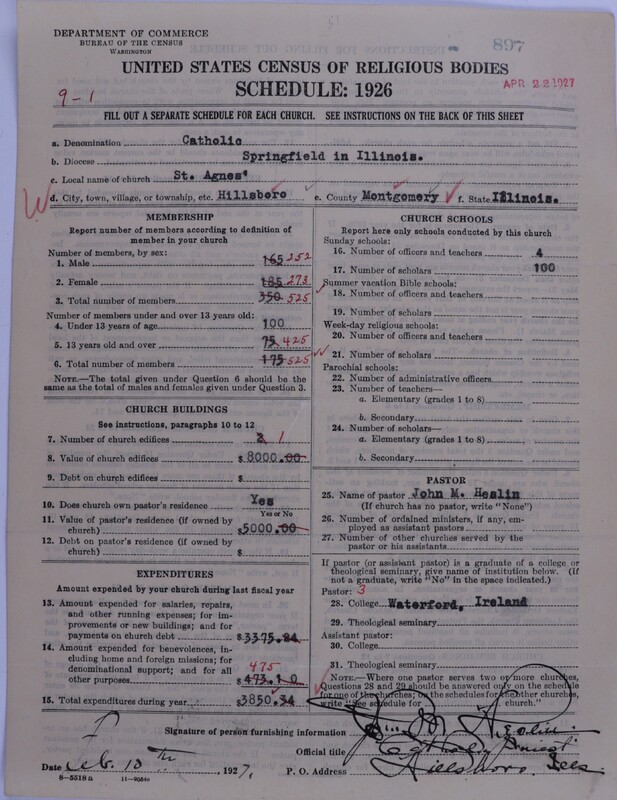 DEPARTMENT OF COMMERCE
BUREAU OF THE CENSUS
WASHINGTON
897
UNITED STATES CENSUS OF RELIGIOUS BODIES
SCHEDULE: 1926
APR 22 1927
9-1
FILL OUT A SEPARATE SCHEDULE FOR EACH CHURCH. SEE INSTRUCTIONS ON THE BACK OF THIS SHEET
a. Denomination Catholic
b. Diocese Springfield in Illinois.
c. Local name of church St. Agnes'
d. City, town, village, or township, etc. Hillsboro e. County Montgomery f. State Illinois.
MEMBERSHIP
Report number of members according to definition of
member in your church
Number of members, by sex:
1. Male 165 252
2. Female 185 273
3. Total number of members 350 525
Number of members under and over 13 years old:
4. Under 13 years of age 100
5. 13 years old and over 75 425
6. Total number of members 175 525
NOTE.—The total given under Question 6 should be the
same as the total of males and females given under Question 3.
CHURCH BUILDINGS
See instructions, paragraphs 10 to 12
7. Number of church edifices 2 1
8. Value of church edifices $ 8000.00
9. Debt on church edifices $
10. Does church own pastor's residence Yes
Yes or No
11. Value of pastor's residence (if owned by
church) $5000.00
12. Debt on pastor's residence (if owned by
church) $
EXPENDITURES
Amount expended by your church during last fiscal year
13. Amount expended for salaries, repairs,
and other running expenses; for im-
provements or new buildings; and for
payments on church debt $3375.24
14. Amount expended for benevolences, in-
cluding home and foreign missions; for
denominational support; and for all
other purposes $473.10 475
15. Total expenditures during year $3850.34
CHURCH SCHOOLS
Report here only schools conducted by this church
Sunday schools:
16. Number of officers and teachers 4
17. Number of scholars 100
Summer vacation Bible schools:
18. Number of officers and teachers
19. Number of scholars
Week-day religious schools:
20. Number of officers and teachers
21. Number of scholars
Parochial schools:
22. Number of administrative officers
23. Number of teachers—
a. Elementary (grades 1 to 8)
b. Secondary
24. Number of scholars—
a. Elementary (grades 1 to 8)
b. Secondary
PASTOR
25. Name of pastor John M. Heslin
(If church has no pastor, write "None")
26. Number of ordained ministers, if any, em-
ployed as assistant pastors
27. Number of other churches served by the
pastor or his assistants
If pastor (or assistant pastor) is a graduate of a college or
theological seminary, give name of institution below. (If
not a graduate, write "No" in the space indicated.)
Pastor: 3
28. College Waterford, Ireland
29. Theological seminary
Assistant pastor:
30. College
31. Theological seminary
NOTE.—Where one pastor serves two or more churches,
Questions 28 and 29 should be answered only on the schedule
for one of the churches; on the schedules for the other churches,
write "See schedule for church."
Signature of person furnishing information Jno M Heslin
Official title Catholic Priest
Date Feb. 10th, 1927. P. O. Address Hillsboro Ills
8-5518a 11-9054